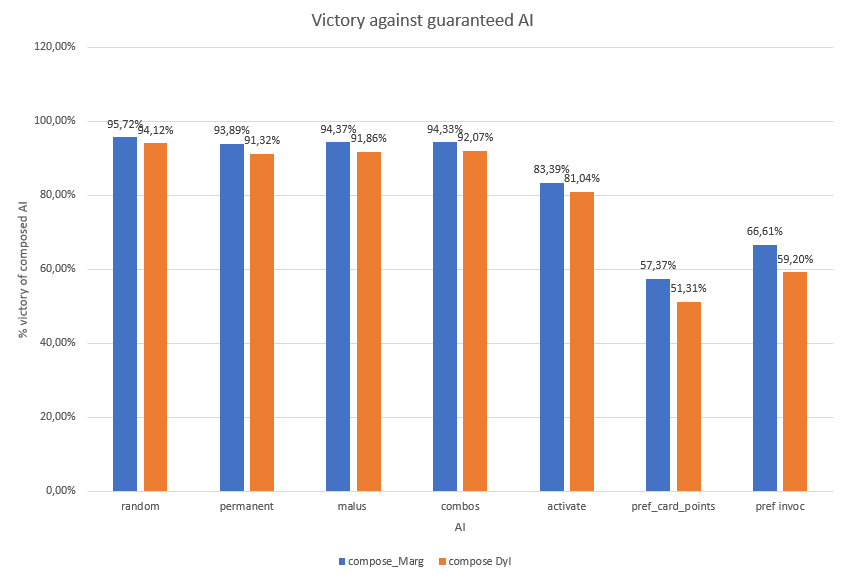 Victory against guaranteed AI
120,00%
100,00%
80,00%
60,00%
40,00%
20,00%
0,00%
% victory of composed AI
95,72%
94,12%
93,89%
91,32%
94,37%
91,86%
94,33%
92,07%
83,39%
81,04%
57,37%
51,31%
66,61%
59,20%
random
permanent
malus
combos
activate
pref_card_points
pref invoc
AI
compose_Marg
compose Dyl